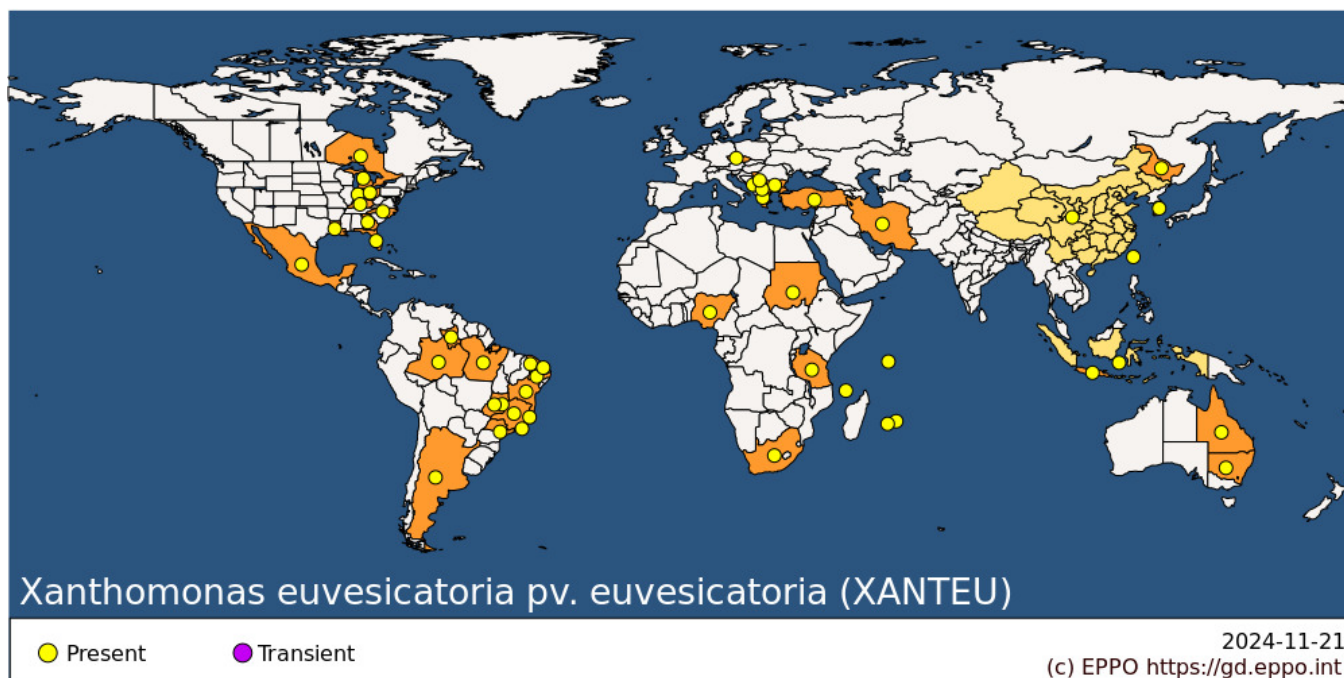 Xanthomonas euvesicatoria pv. euvesicatoria (XANTEU)
Present
Transient
2024-11-21
(c) EPPO https://gd.eppo.int